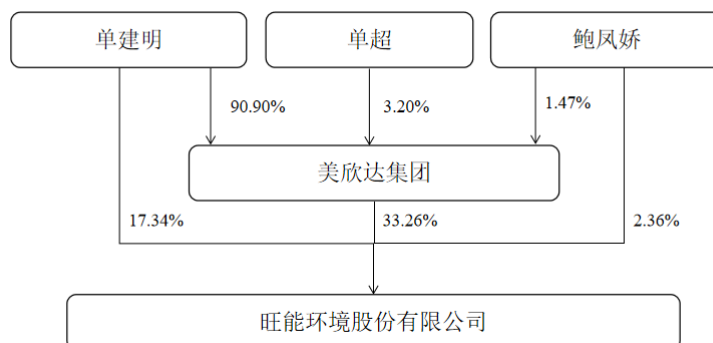 单建明
单超
鲍凤娇
90.90%
3.20%
1.47%
美欣达集团
17.34%
33.26%
2.36%
旺能环境股份有限公司